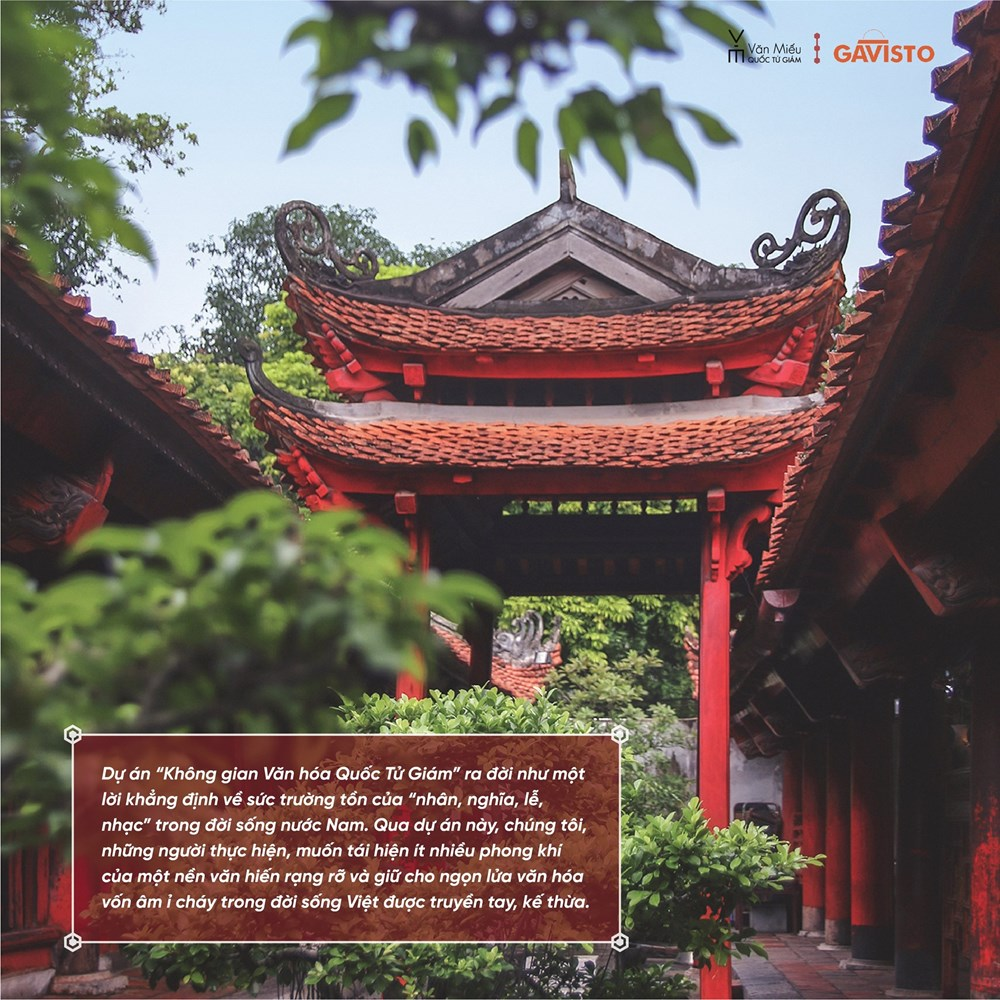 Văn Miếu
QUỐC TỬ GIÁM
GAVISTO
Dự án “Không gian Văn hóa Quốc Tử Giám” ra đời như một
lời khẳng định về sức trường tồn của “nhân, nghĩa, lễ,
nhạc” trong đời sống nước Nam. Qua dự án này, chúng tôi,
những người thực hiện, muốn tái hiện ít nhiều phong khí
của một nền văn hiến rạng rỡ và giữ cho ngọn lửa văn hóa
vốn âm ỉ cháy trong đời sống Việt được truyền tay, kế thừa.